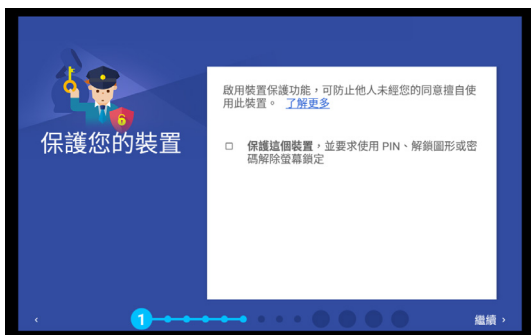 6
保護您的裝置
啟用裝置保護功能，可防止他人未經您的同意擅自使
用此裝置。 了解更多
保護這個裝置，並要求使用 PIN、解鎖圖形或密
碼解除螢幕鎖定
1
繼續